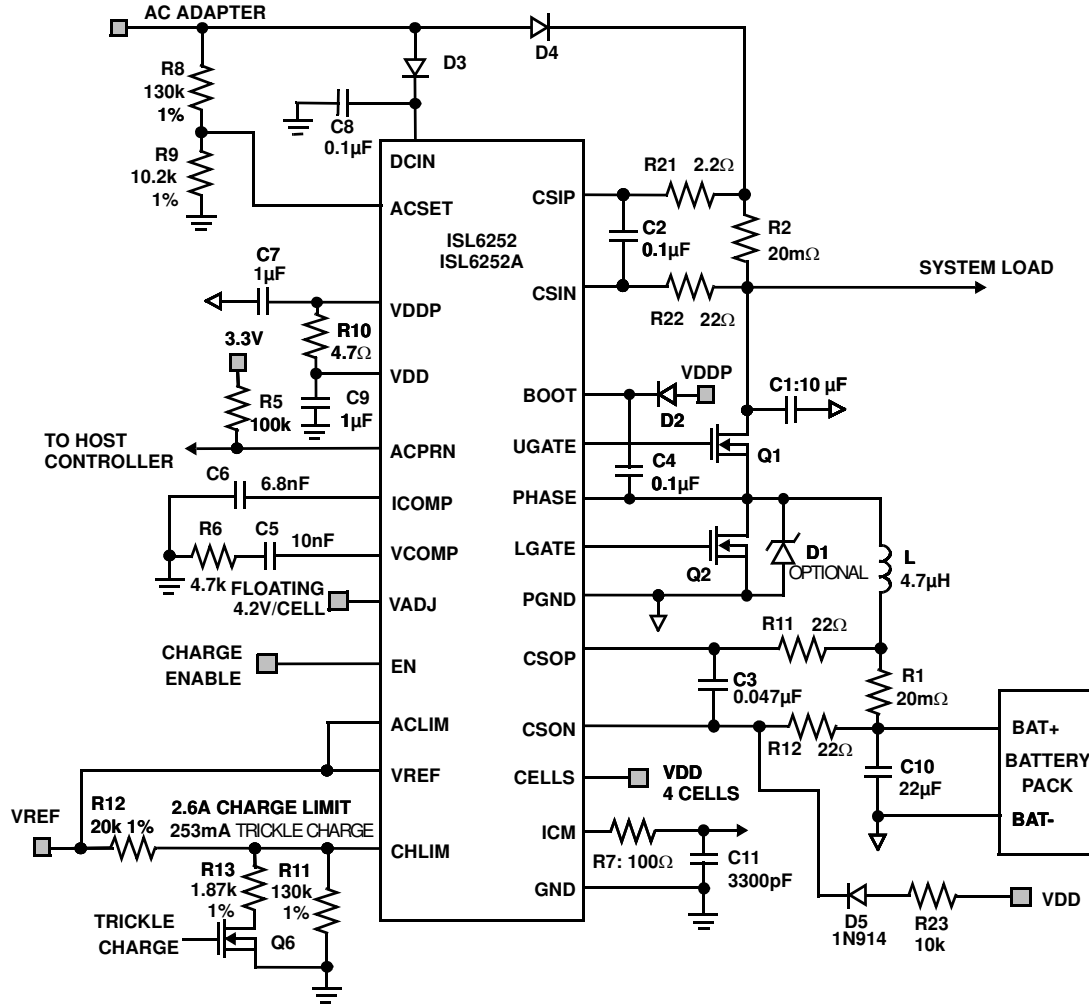 AC ADAPTER
D4
D3
R8
130k
1%
C8
0.1µF
R9
10.2k
1%
DCIN
ACSET
ISL6252
ISL6252A
CSIP
R21 2.2Ω
C2
0.1µF
R2
20mΩ
CSIN
R22 22Ω
SYSTEM LOAD
C7
1µF
VDDP
R10
4.7Ω
3.3V
VDD
C9
1µF
R5
100k
BOOT
VDDP
D2
C1:10 µF
TO HOST
CONTROLLER
ACPRN
UGATE
Q1
C4
0.1µF
C6
6.8nF
ICOMP
PHASE
R6
4.7k
C5
10nF
VCOMP
LGATE
Q2
D1
OPTIONAL
L
4.7µH
FLOATING
4.2V/CELL
VADJ
PGND
R11 22Ω
CHARGE
ENABLE
EN
CSOP
C3
0.047µF
R1
20mΩ
ACLIM
CSON
R12 22Ω
BAT+
BATTERY
PACK
BAT-
C10
22µF
VREF
CELLS
VDD
4 CELLS
VREF
R12
20k 1%
2.6A CHARGE LIMIT
253mA TRICKLE CHARGE
CHLIM
ICM
R7: 100Ω
C11
3300pF
R13
1.87k
1%
R11
130k
1%
GND
TRICKLE
CHARGE
Q6
D5
1N914
R23
10k
VDD